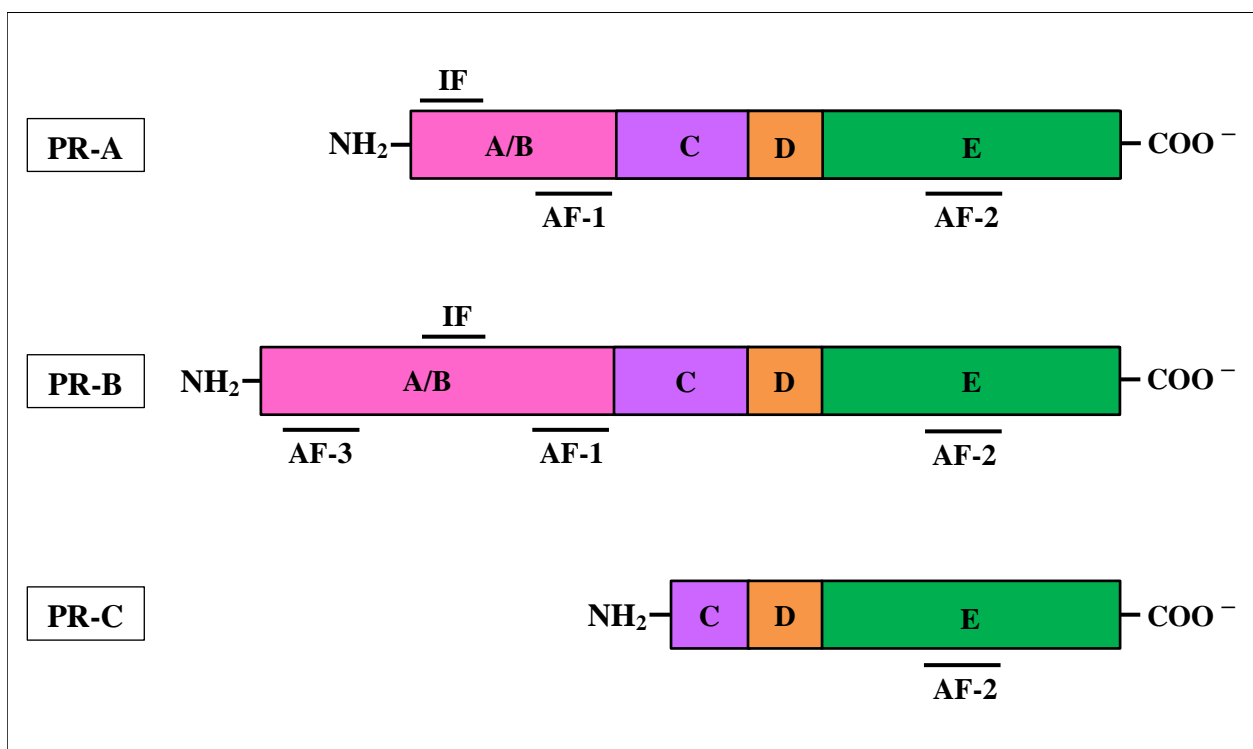 IF
PR-A NH₂ A/B C D E COO⁻
AF-1 AF-2
IF
PR-B NH₂ A/B C D E COO⁻
AF-3 AF-1 AF-2
PR-C NH₂ C D E COO⁻
AF-2